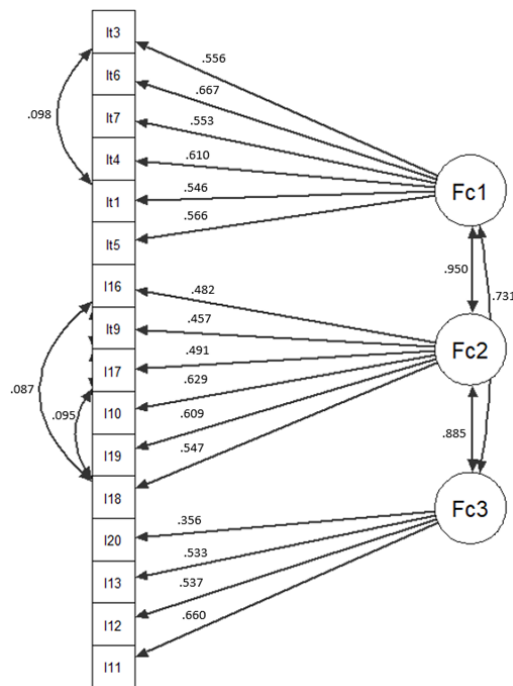 It3
.556
It6
.667
.098
It7
.553
.610
It4
Fc1
It1
.546
.566
It5
.950
I16
.482
.731
It9
.457
Fc2
.491
I17
.087
.629
.095
I10
.609
.885
I19
.547
I18
Fc3
.356
I20
.533
I13
.537
I12
.660
I11